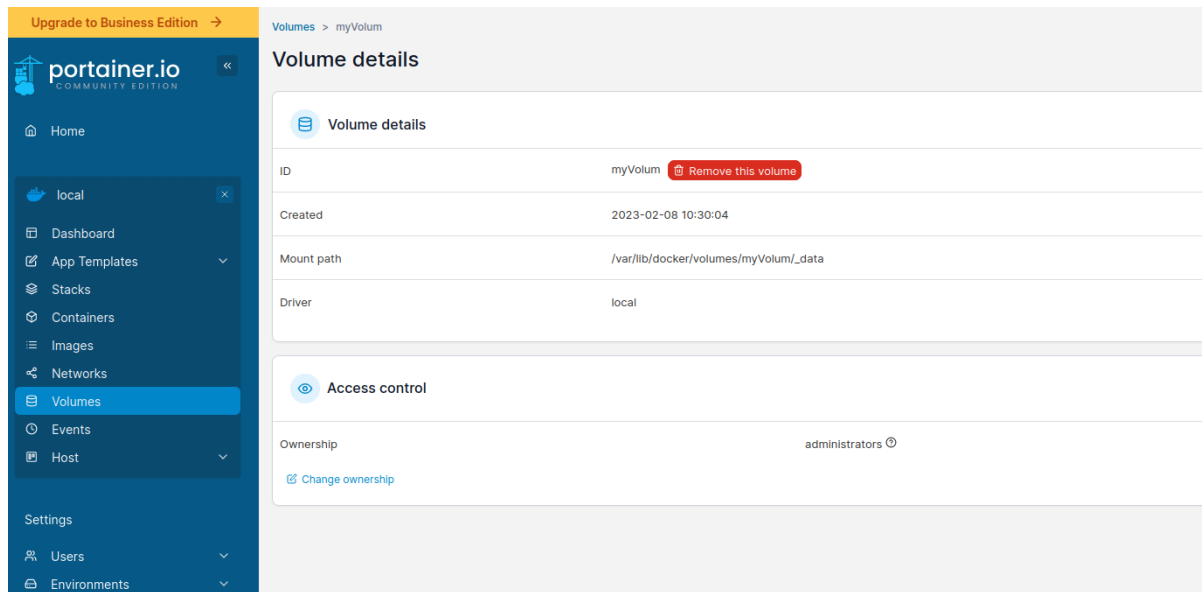 Upgrade to Business Edition →
portainer.io
COMMUNITY EDITION
Home
local
Dashboard
App Templates
Stacks
Containers
Images
Networks
Volumes
Events
Host
Settings
Users
Environments
Volumes > myVolum
Volume details
Volume details
ID myVolum Remove this volume
Created 2023-02-08 10:30:04
Mount path /var/lib/docker/volumes/myVolum/_data
Driver local
Access control
Ownership administrators
Change ownership